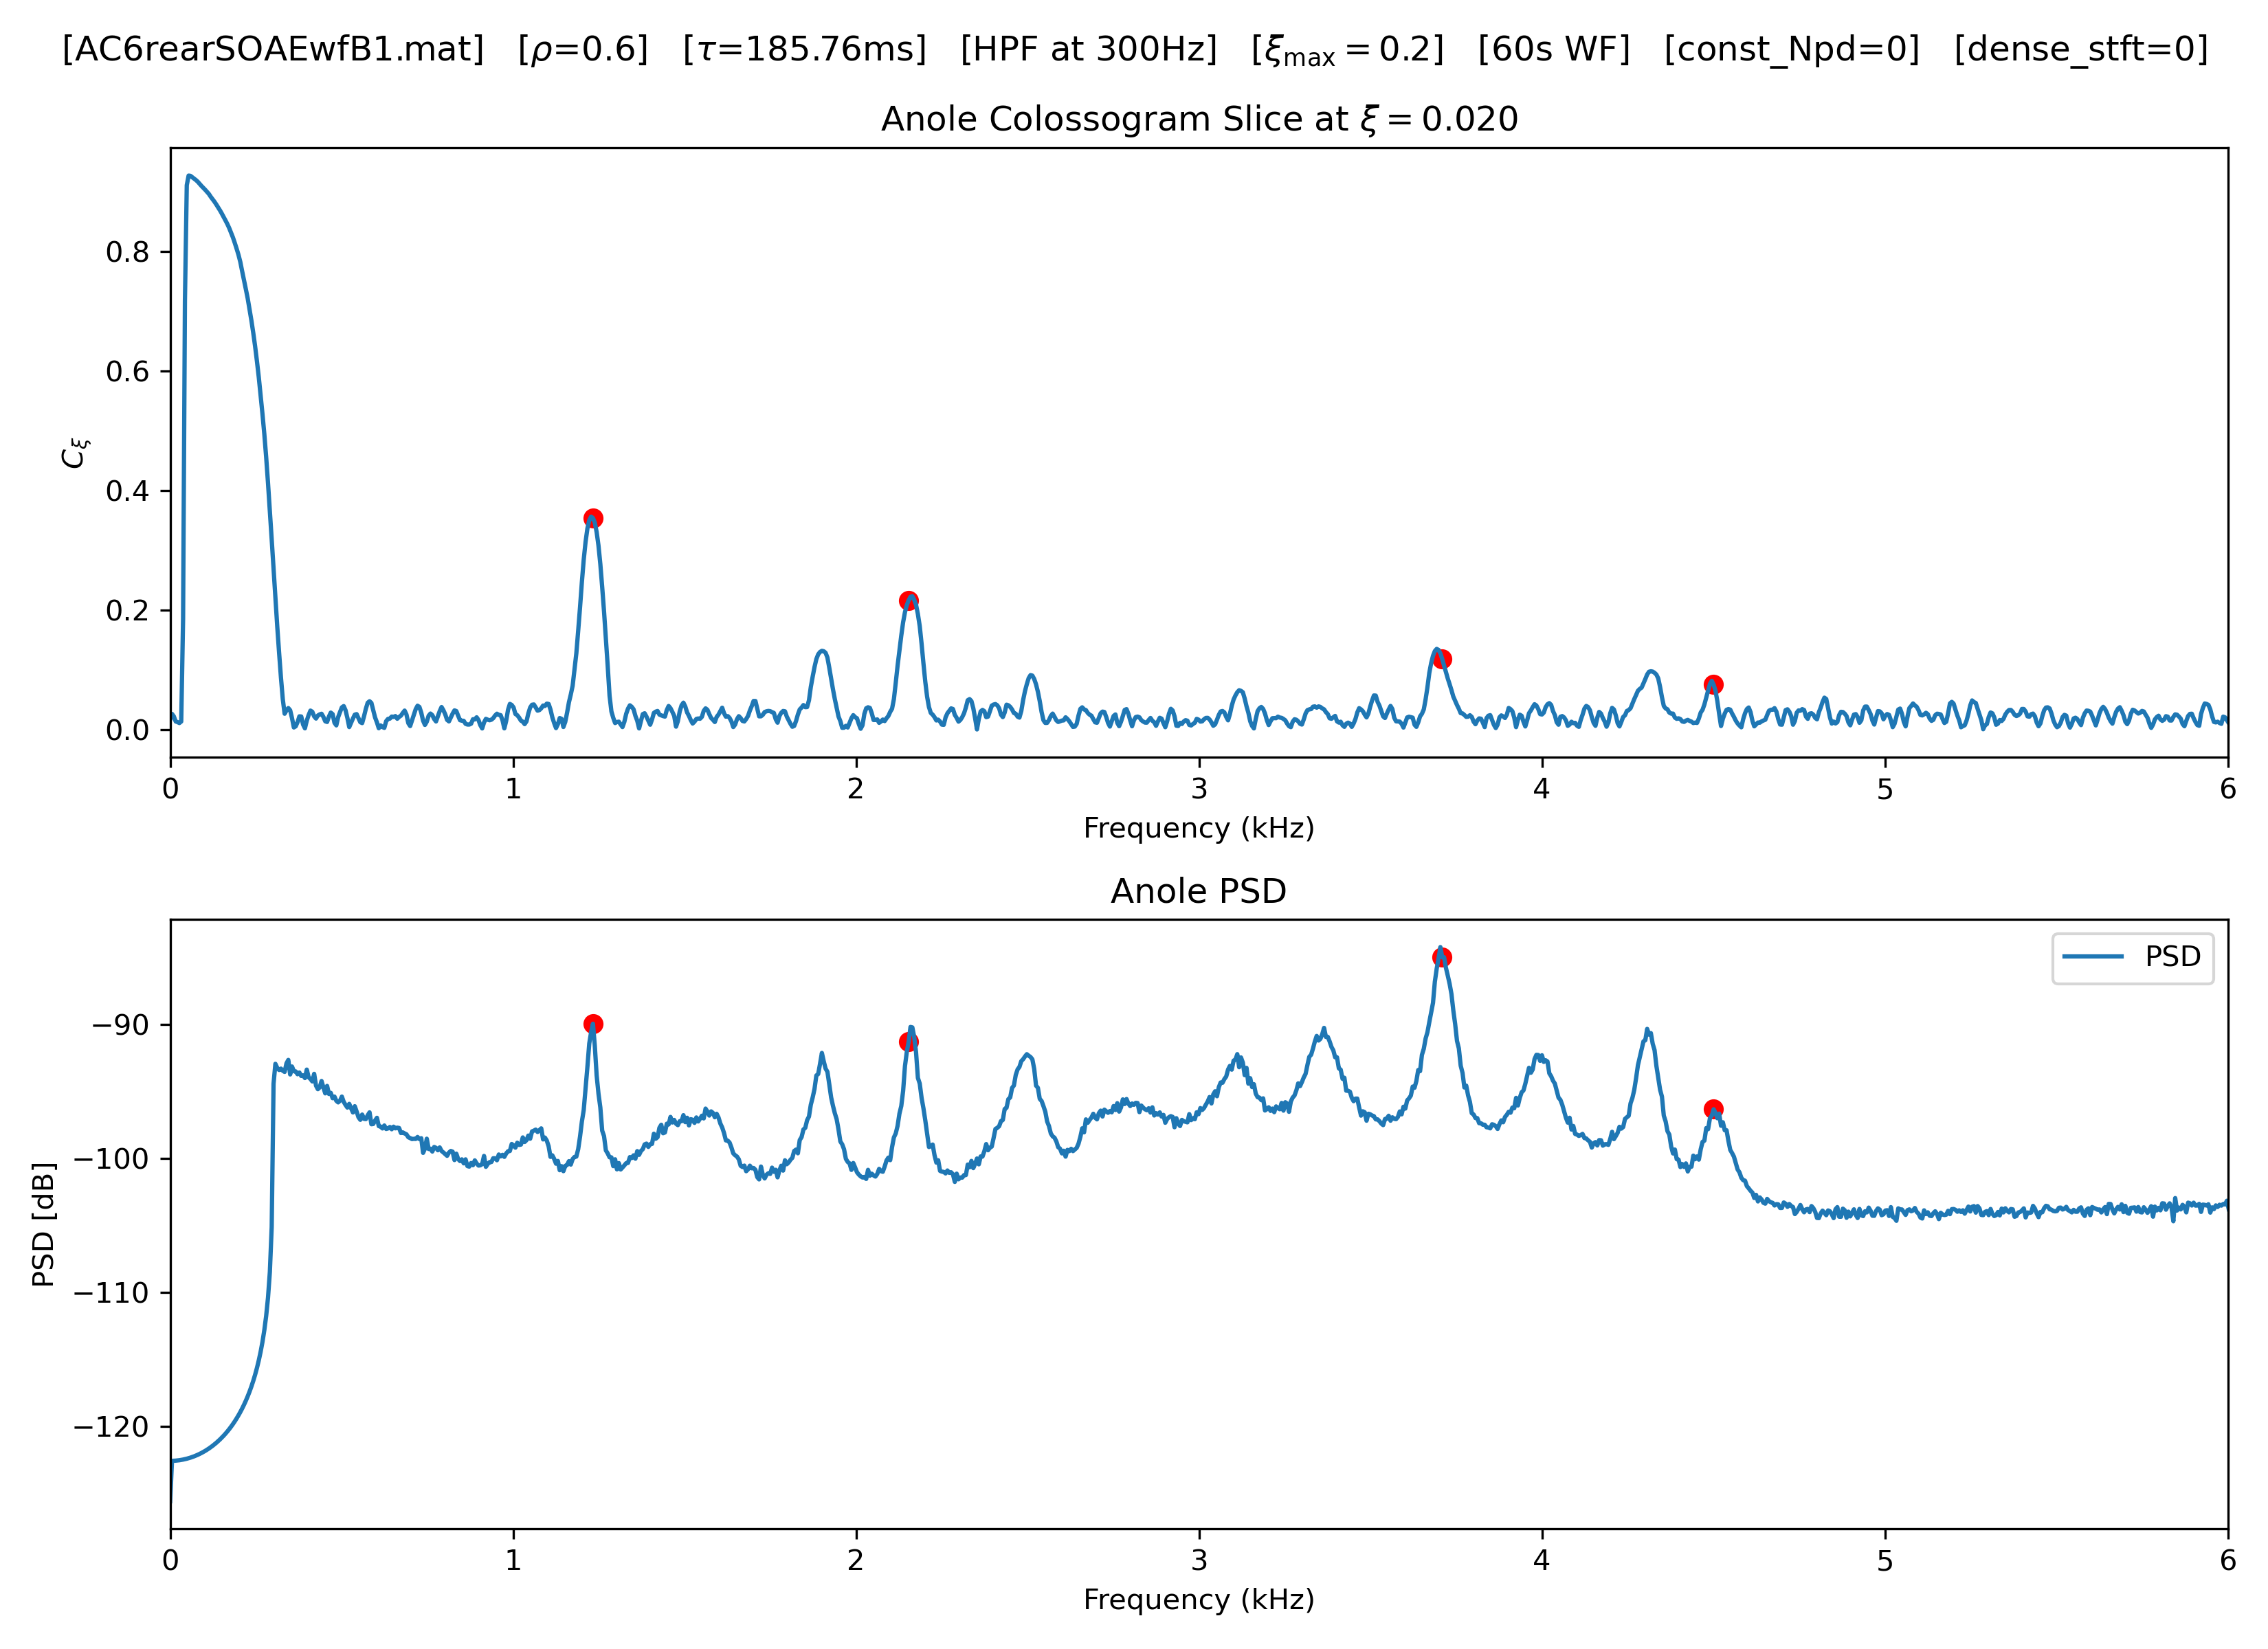 [AC6rearSOAEwfB1.mat] [ρ=0.6] [τ=185.76ms] [HPF at 300Hz] [ξmax = 0.2] [60s WF] [const_Npd=0] [dense_stft=0]
Anole Colossogram Slice at ξ = 0.020
0.8
0.6
0.4
0.2
0.0
Cξ
0 1 2 3 4 5 6
Frequency (kHz)
Anole PSD
PSD
−90
−100
−110
−120
PSD [dB]
0 1 2 3 4 5 6
Frequency (kHz)